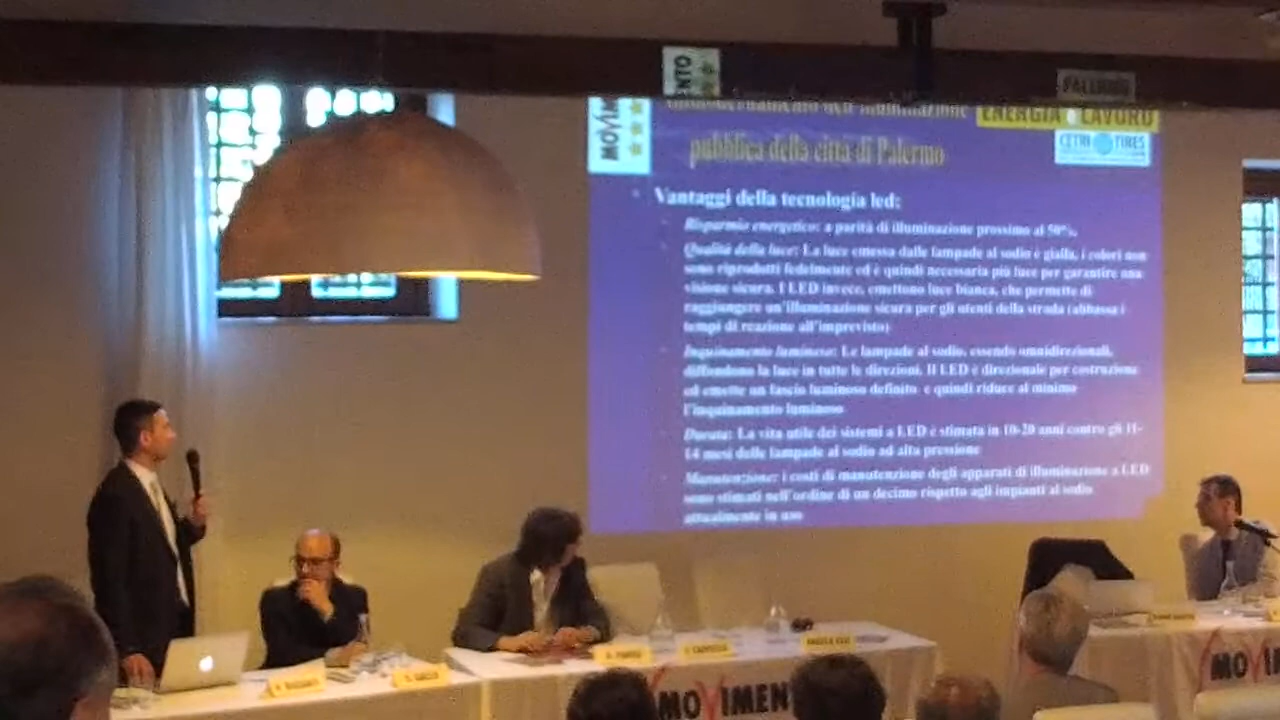 MOVIMENTO
PALERMO
dell'illuminazione
ENERGIA e LAVORO
pubblica della città di Palermo
CETRI TIRES
Vantaggi della tecnologia led:
Risparmio energetico: a parità di illuminazione prossimo al 50%.
Qualità della luce: La luce emessa dalle lampade al sodio è gialla, i colori non
sono riprodotti fedelmente ed è quindi necessaria più luce per garantire una
visione sicura. I LED invece, emettono luce bianca, che permette di
raggiungere un'illuminazione sicura per gli utenti della strada (abbassa i
tempi di reazione all'imprevisto)
Inquinamento luminoso: Le lampade al sodio, essendo omnidirezionali,
diffondono la luce in tutte le direzioni. Il LED è direzionale per costruzione
ed emette un fascio luminoso definito e quindi riduce al minimo
l'inquinamento luminoso
Durata: La vita utile dei sistemi a LED è stimata in 10-20 anni contro gli 11-
14 mesi delle lampade al sodio ad alta pressione
Manutenzione: i costi di manutenzione degli apparati di illuminazione a LED
sono stimati nell'ordine di un decimo rispetto agli impianti al sodio
attualmente in uso
MOVIMEN
MOVIM